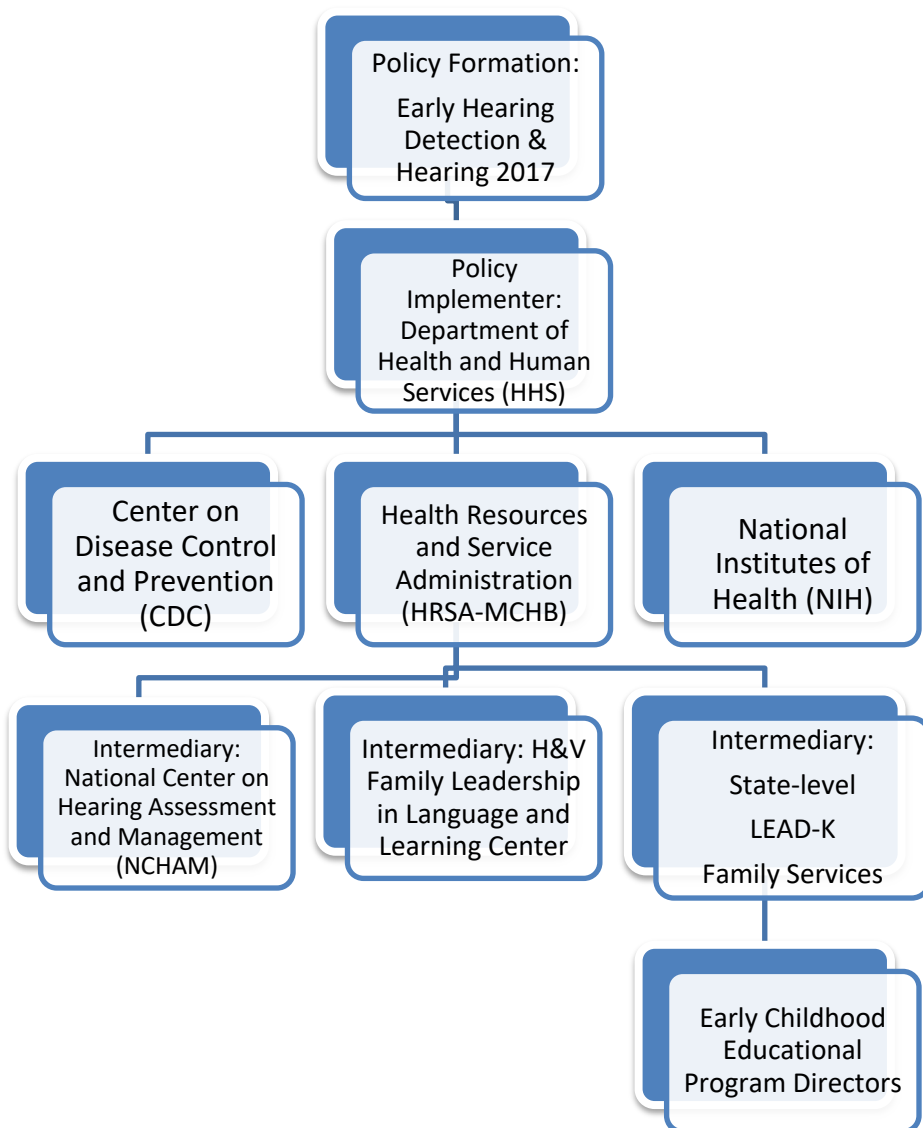 Policy Formation:
Early Hearing
Detection &
Hearing 2017
Policy
Implementer:
Department of
Health and Human
Services (HHS)
Center on
Disease Control
and Prevention
(CDC)
Health Resources
and Service
Administration
(HRSA-MCHB)
National
Institutes of
Health (NIH)
Intermediary:
National Center on
Hearing Assessment
and Management
(NCHAM)
Intermediary: H&V
Family Leadership
in Language and
Learning Center
Intermediary:
State-level
LEAD-K
Family Services
Early Childhood
Educational
Program Directors